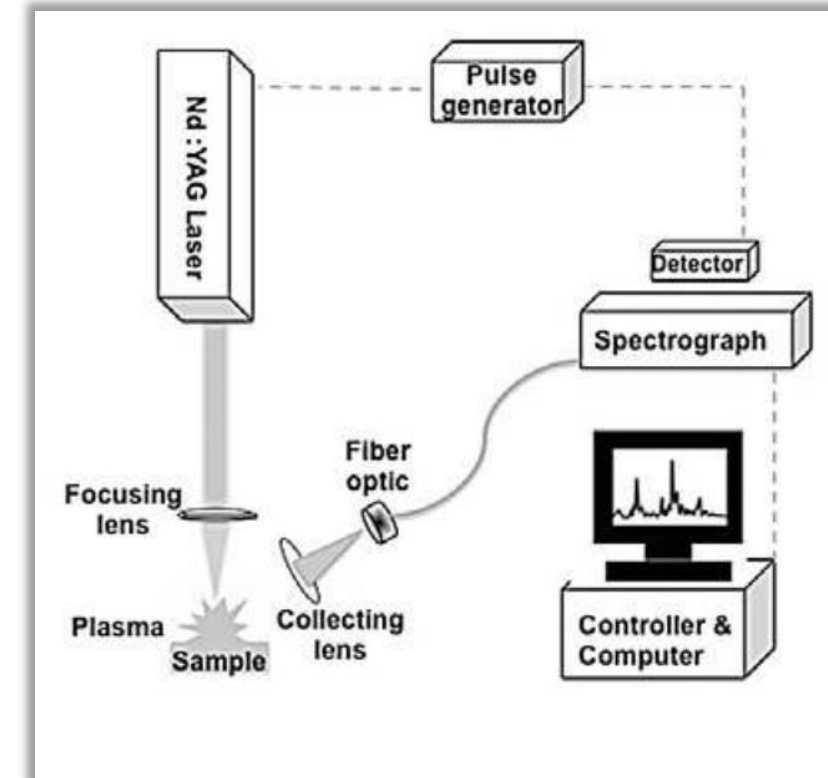 Pulse
generator
Nd :YAG Laser
Detector
Spectrograph
Fiber
optic
Focusing
lens
Plasma
Sample
Collecting
lens
Controller &
Computer